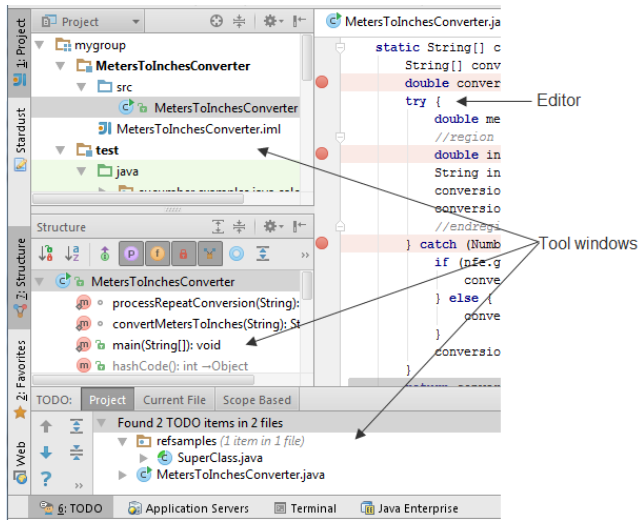 1: Project
Stardust
7: Structure
2: Favorites
Web
Project
mygroup
MetersToInchesConverter
src
MetersToInchesConverter
MetersToInchesConverter.iml
test
java
Structure
MetersToInchesConverter
processRepeatConversion(String):
convertMetersToInches(String): St
main(String[]): void
hashCode(): int →Object
MetersToInchesConverter.ja
static String[] c
String[] conv
double conver
try {
double me
//region
double in
String in
conversio
conversio
//endregi
} catch (Numb
if (nfe.g
conve
} else {
conve
}
conversio
}
Editor
Tool windows
TODO: Project Current File Scope Based
Found 2 TODO items in 2 files
refsamples (1 item in 1 file)
SuperClass.java
MetersToInchesConverter.java
6: TODO Application Servers Terminal Java Enterprise